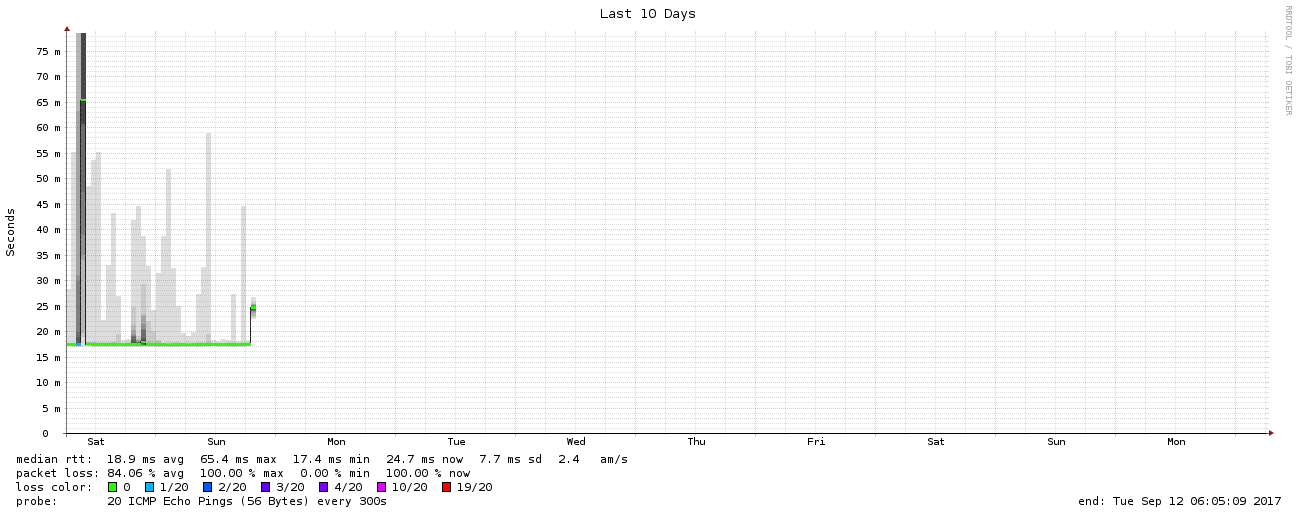 Last 10 Days
RRDTOOL / TOBI OETIKER
Seconds
75 m
70 m
65 m
60 m
55 m
50 m
45 m
40 m
35 m
30 m
25 m
20 m
15 m
10 m
5 m
0
Sat Sun Mon Tue Wed Thu Fri Sat Sun Mon
median rtt: 18.9 ms avg 65.4 ms max 17.4 ms min 24.7 ms now 7.7 ms sd 2.4 am/s
packet loss: 84.06 % avg 100.00 % max 0.00 % min 100.00 % now
loss color: 0 1/20 2/20 3/20 4/20 10/20 19/20
probe: 20 ICMP Echo Pings (56 Bytes) every 300s end: Tue Sep 12 06:05:09 2017